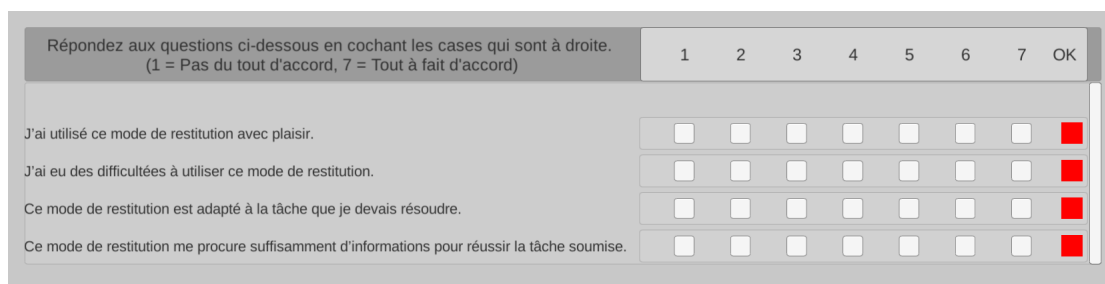 Répondez aux questions ci-dessous en cochant les cases qui sont à droite.
(1 = Pas du tout d'accord, 7 = Tout à fait d'accord)
1 2 3 4 5 6 7 OK
J'ai utilisé ce mode de restitution avec plaisir.
J'ai eu des difficultées à utiliser ce mode de restitution.
Ce mode de restitution est adapté à la tâche que je devais résoudre.
Ce mode de restitution me procure suffisamment d'informations pour réussir la tâche soumise.